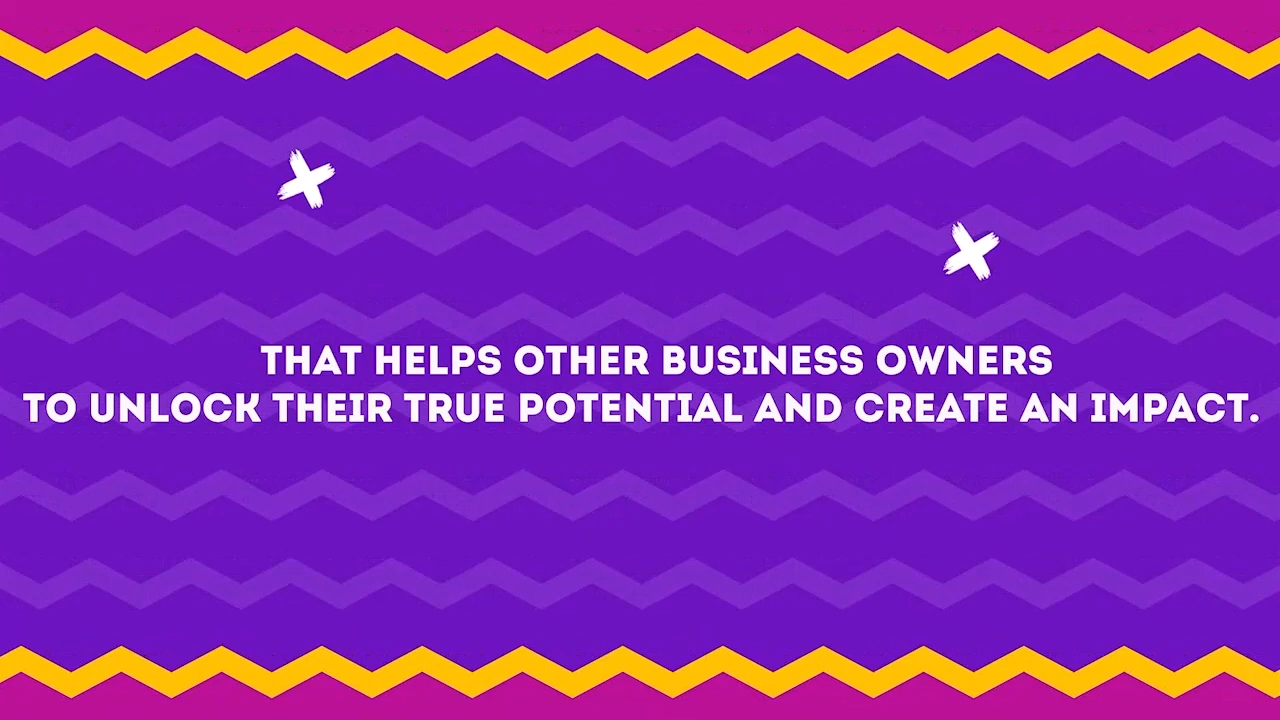 THAT HELPS OTHER BUSINESS OWNERS
TO UNLOCK THEIR TRUE POTENTIAL AND CREATE AN IMPACT.